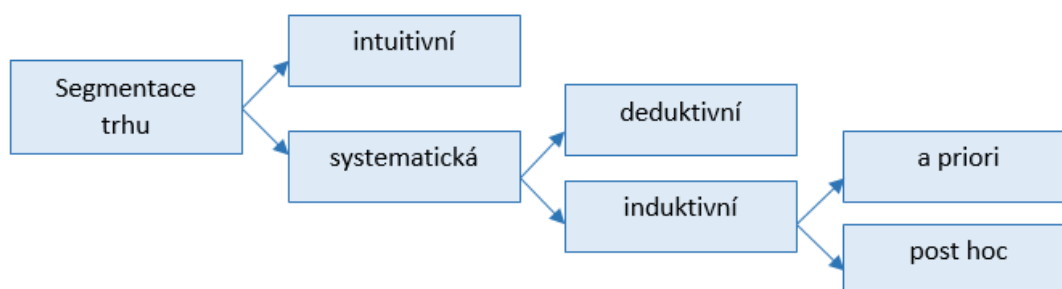 Segmentace
trhu
intuitivní
systematická
deduktivní
induktivní
a priori
post hoc